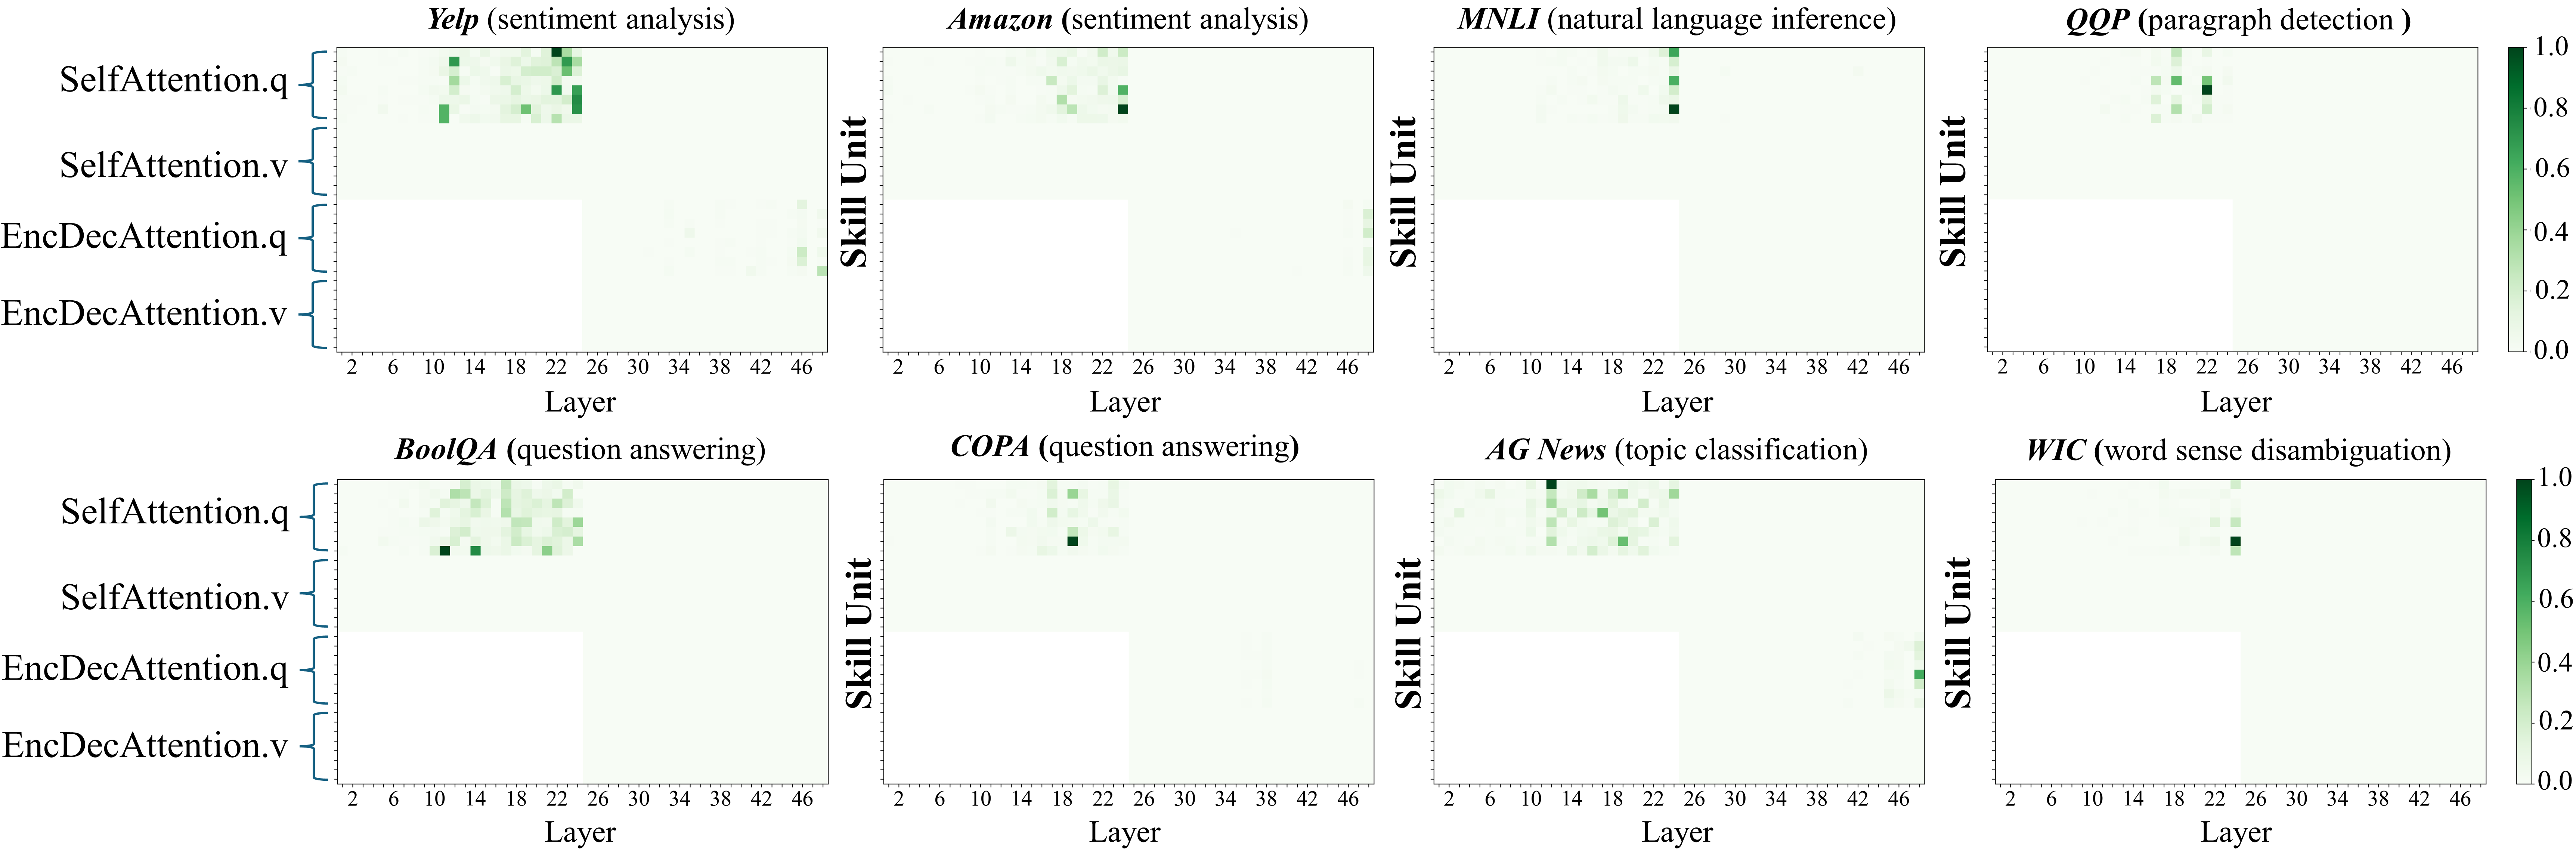 Yelp (sentiment analysis)
Amazon (sentiment analysis)
MNLI (natural language inference)
QQP (paragraph detection )
SelfAttention.q
SelfAttention.v
EncDecAttention.q
EncDecAttention.v
Skill Unit
Skill Unit
Skill Unit
1.0
0.8
0.6
0.4
0.2
0.0
2 6 10 14 18 22 26 30 34 38 42 46
2 6 10 14 18 22 26 30 34 38 42 46
2 6 10 14 18 22 26 30 34 38 42 46
2 6 10 14 18 22 26 30 34 38 42 46
Layer
Layer
Layer
Layer
BoolQA (question answering)
COPA (question answering)
AG News (topic classification)
WIC (word sense disambiguation)
SelfAttention.q
SelfAttention.v
EncDecAttention.q
EncDecAttention.v
Skill Unit
Skill Unit
Skill Unit
1.0
0.8
0.6
0.4
0.2
0.0
2 6 10 14 18 22 26 30 34 38 42 46
2 6 10 14 18 22 26 30 34 38 42 46
2 6 10 14 18 22 26 30 34 38 42 46
2 6 10 14 18 22 26 30 34 38 42 46
Layer
Layer
Layer
Layer